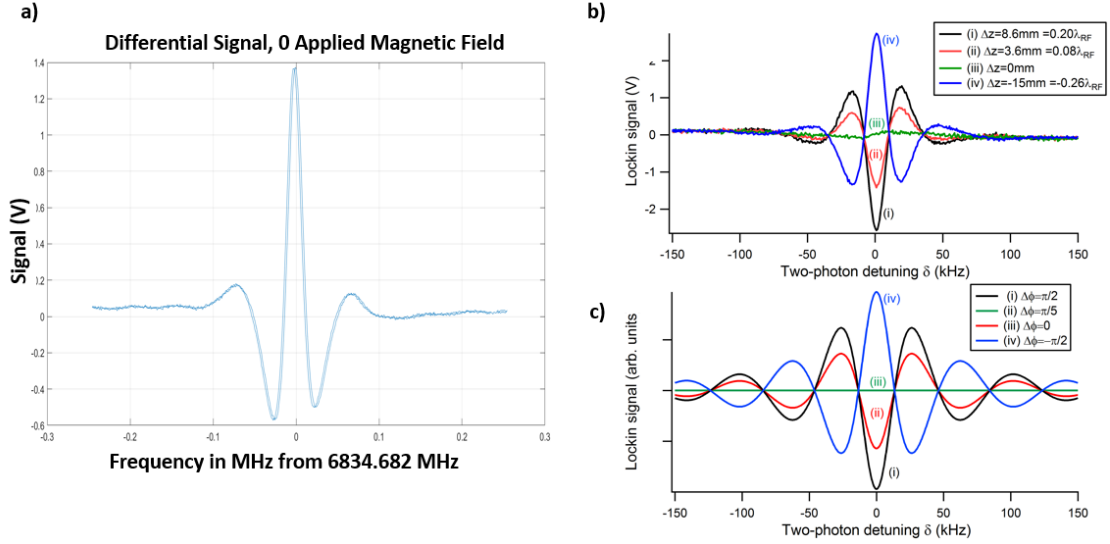 a)
Differential Signal, 0 Applied Magnetic Field
Signal (V)
1.4
1.2
1
0.8
0.6
1.4
1.2
0
-0.2
-0.4
-0.6
-0.3
-0.2
-0.1
0
0.1
0.2
0.3
Frequency in MHz from 6834.682 MHz
b)
Lockin signal (V)
1
0
-1
-2
-150
-100
-50
0
50
100
150
Two-photon detuning δ (kHz)
(i) Δz=8.6mm =0.20λRF
(ii) Δz=3.6mm =0.08λRF
(iii) Δz=0mm
(iv) Δz=-15mm =-0.26λRF
(iv)
(iii)
(ii)
(i)
c)
Lockin signal (arb. units)
-150
-100
-50
0
50
100
150
Two-photon detuning δ (kHz)
(i) Δϕ=π/2
(ii) Δϕ=π/5
(iii) Δϕ=0
(iv) Δϕ=−π/2
(iv)
(iii)
(ii)
(i)